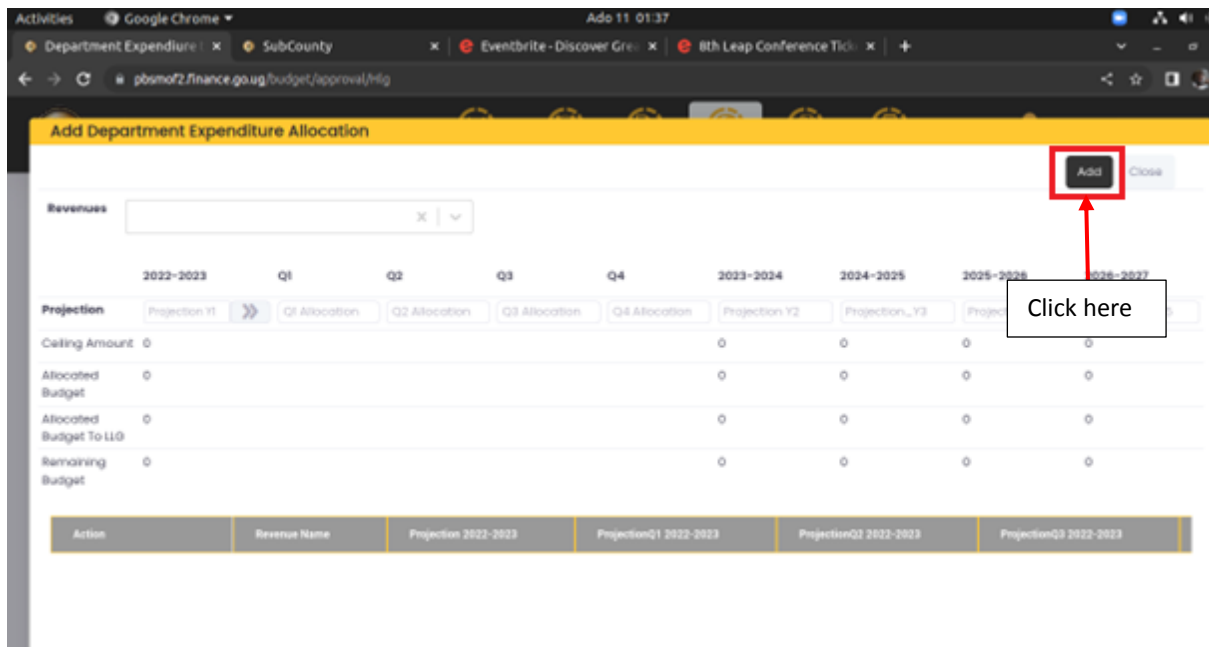 Activities Google Chrome Ado 11 01:37
Department Expendiure t SubCounty Eventbrite - Discover Grea 8th Leap Conference Tick
pbsmof2.finance.go.ug/budget/approval/Hlg
Add Department Expenditure Allocation
Add Close
Revenues
2022-2023 Q1 Q2 Q3 Q4 2023-2024 2024-2025 2025-2026 2026-2027
Projection Projection Y1 Q1 Allocation Q2 Allocation Q3 Allocation Q4 Allocation Projection Y2 Projection_Y3
Click here
Ceiling Amount 0 0 0 0 0
Allocated
Budget
0 0 0 0 0
Allocated
Budget To LLG
0 0 0 0 0
Remaining
Budget
0 0 0 0 0
Action Revenue Name Projection 2022-2023 ProjectionQ1 2022-2023 ProjectionQ2 2022-2023 ProjectionQ3 2022-2023